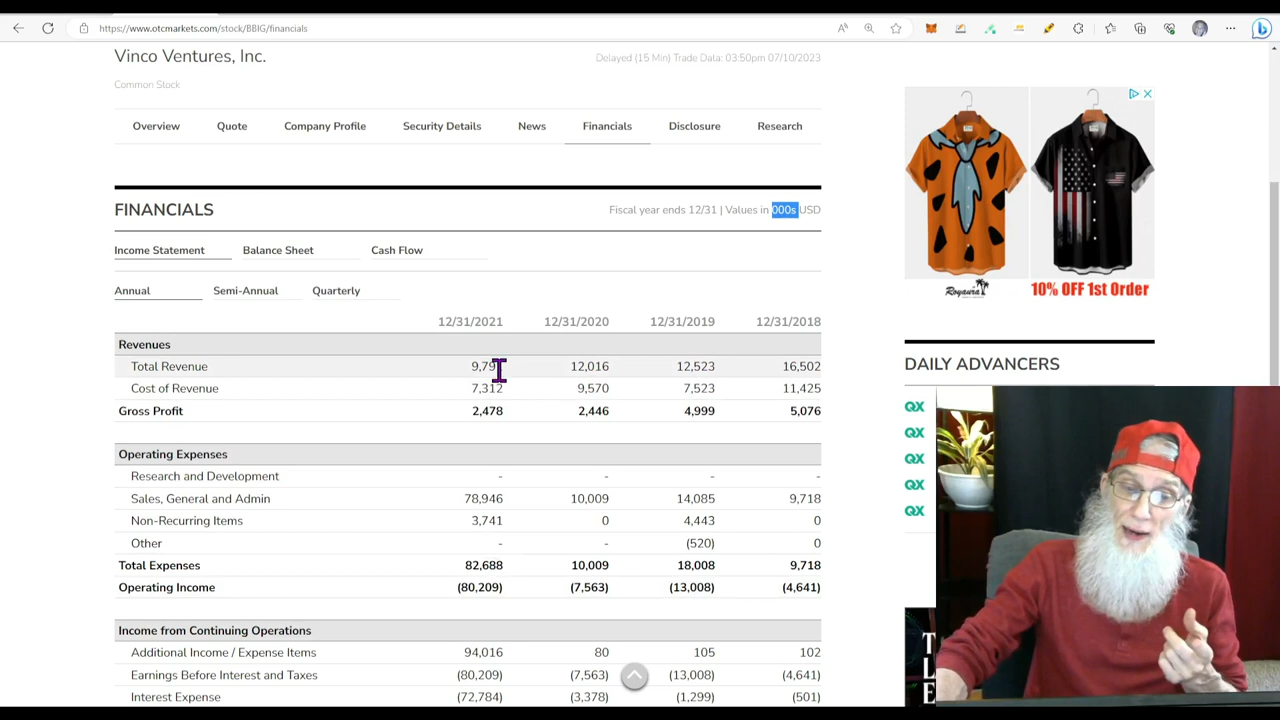 https://www.otcmarkets.com/stock/BBIG/financials
Vinco Ventures, Inc.
Delayed (15 Min) Trade Data: 03:50pm 07/10/2023
Common Stock
Overview Quote Company Profile Security Details News Financials Disclosure Research
FINANCIALS
Fiscal year ends 12/31 | Values in 000s USD
Income Statement Balance Sheet Cash Flow
Annual Semi-Annual Quarterly
12/31/2021 12/31/2020 12/31/2019 12/31/2018
Revenues
Total Revenue 12,016 12,523 16,502
Cost of Revenue 7,312 9,570 7,523 11,425
Gross Profit 2,478 2,446 4,999 5,076
Operating Expenses
Research and Development - - - -
Sales, General and Admin 78,946 10,009 14,085 9,718
Non-Recurring Items 3,741 0 4,443 0
Other - - (520) 0
Total Expenses 82,688 10,009 18,008 9,718
Operating Income (80,209) (7,563) (13,008) (4,641)
Income from Continuing Operations
Additional Income / Expense Items 94,016 80 105 102
Earnings Before Interest and Taxes (80,209) (7,563) (13,008) (4,641)
Interest Expense (72,784) (3,378) (1,299) (501)
Royaura
10% OFF 1st Order
DAILY ADVANCERS
QX
QX
QX
QX
QX
T
L
E